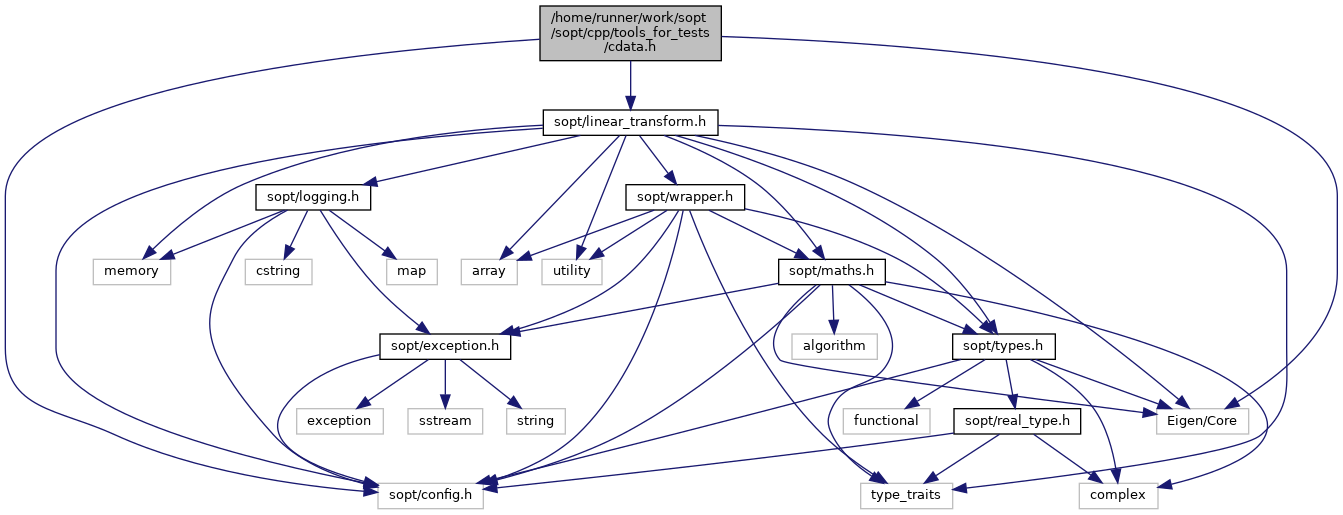 /home/runner/work/sopt
/sopt/cpp/tools_for_tests
/cdata.h
sopt/linear_transform.h
sopt/logging.h
sopt/wrapper.h
memory
cstring
map
array
utility
sopt/maths.h
sopt/exception.h
algorithm
sopt/types.h
exception
sstream
string
functional
sopt/real_type.h
Eigen/Core
sopt/config.h
type_traits
complex